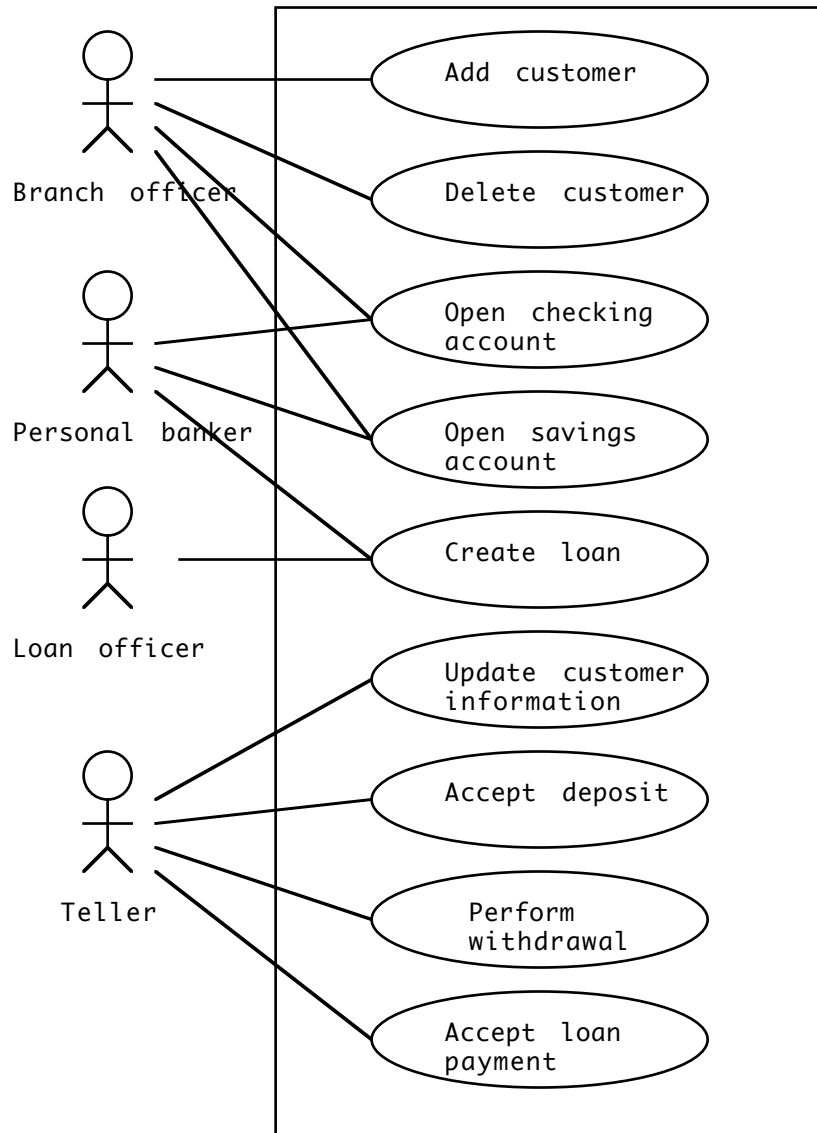 Add customer
Branch officer
Delete customer
Open checking
account
Personal banker
Open savings
account
Create loan
Loan officer
Update customer
information
Accept deposit
Teller
Perform
withdrawal
Accept loan
payment